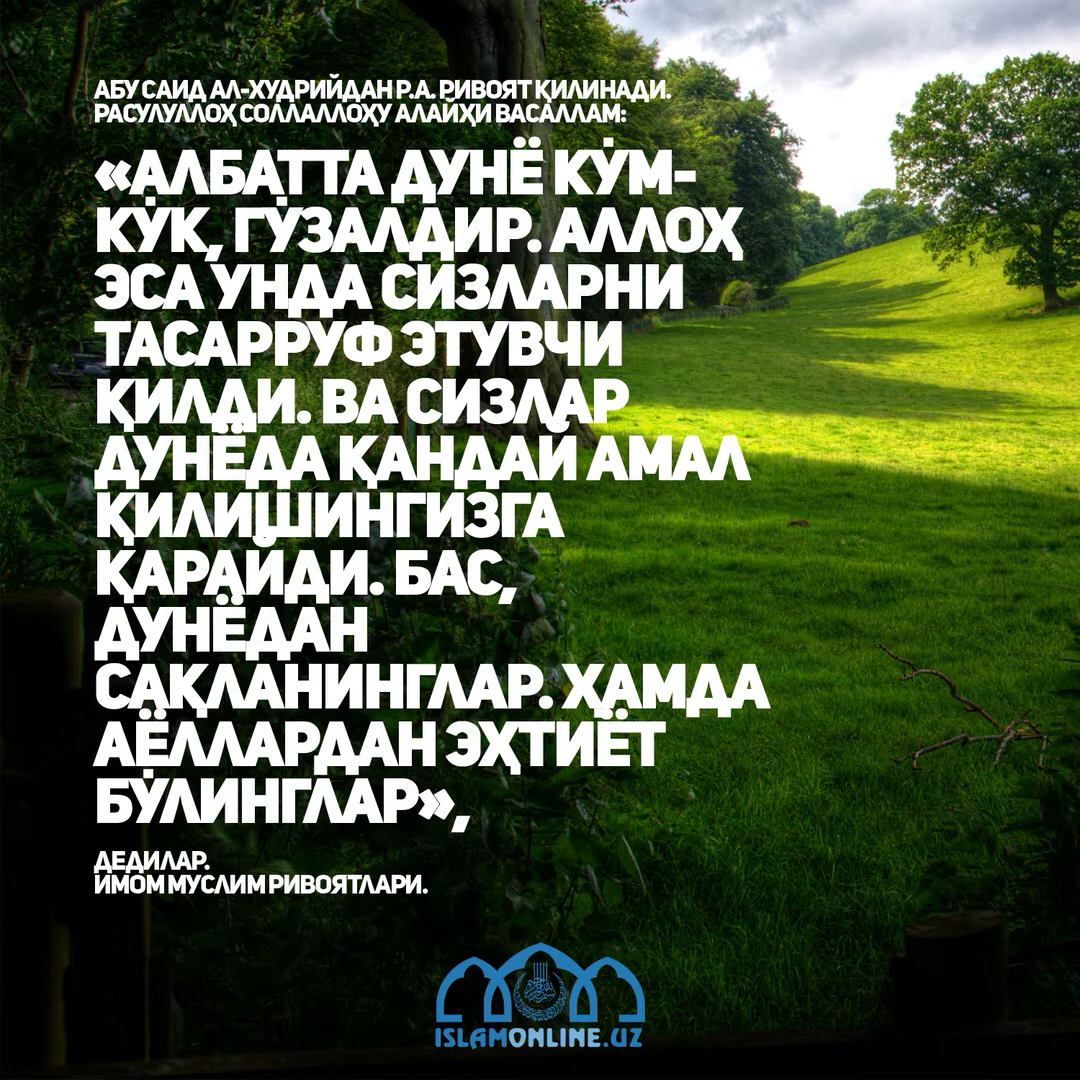 АБУ САИД АЛ-ХУДРИЙДАН Р.А. РИВОЯТ ҚИЛИНАДИ.
РАСУЛУЛЛОҲ СОЛЛАЛЛОҲУ АЛАЙҲИ ВАСАЛЛАМ:
«АЛБАТТА ДУНЁ КЎМ-
КЎК, ГЎЗАЛДИР. АЛЛОҲ
ЭСА УНДА СИЗЛАРНИ
ТАСАРРУФ ЭТУВЧИ
ҚИЛДИ. ВА СИЗЛАР
ДУНЁДА ҚАНДАЙ АМАЛ
ҚИЛИШИНГИЗГА
ҚАРАЙДИ. БАС,
ДУНЁДАН
САҚЛАНИНГЛАР. ҲАМДА
АЁЛЛАРДАН ЭҲТИЁТ
БЎЛИНГЛАР»,
ДЕДИЛАР.
ИМОМ МУСЛИМ РИВОЯТЛАРИ.
ISLAMONLINE.UZ